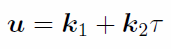 u = k₁ + k₂τ